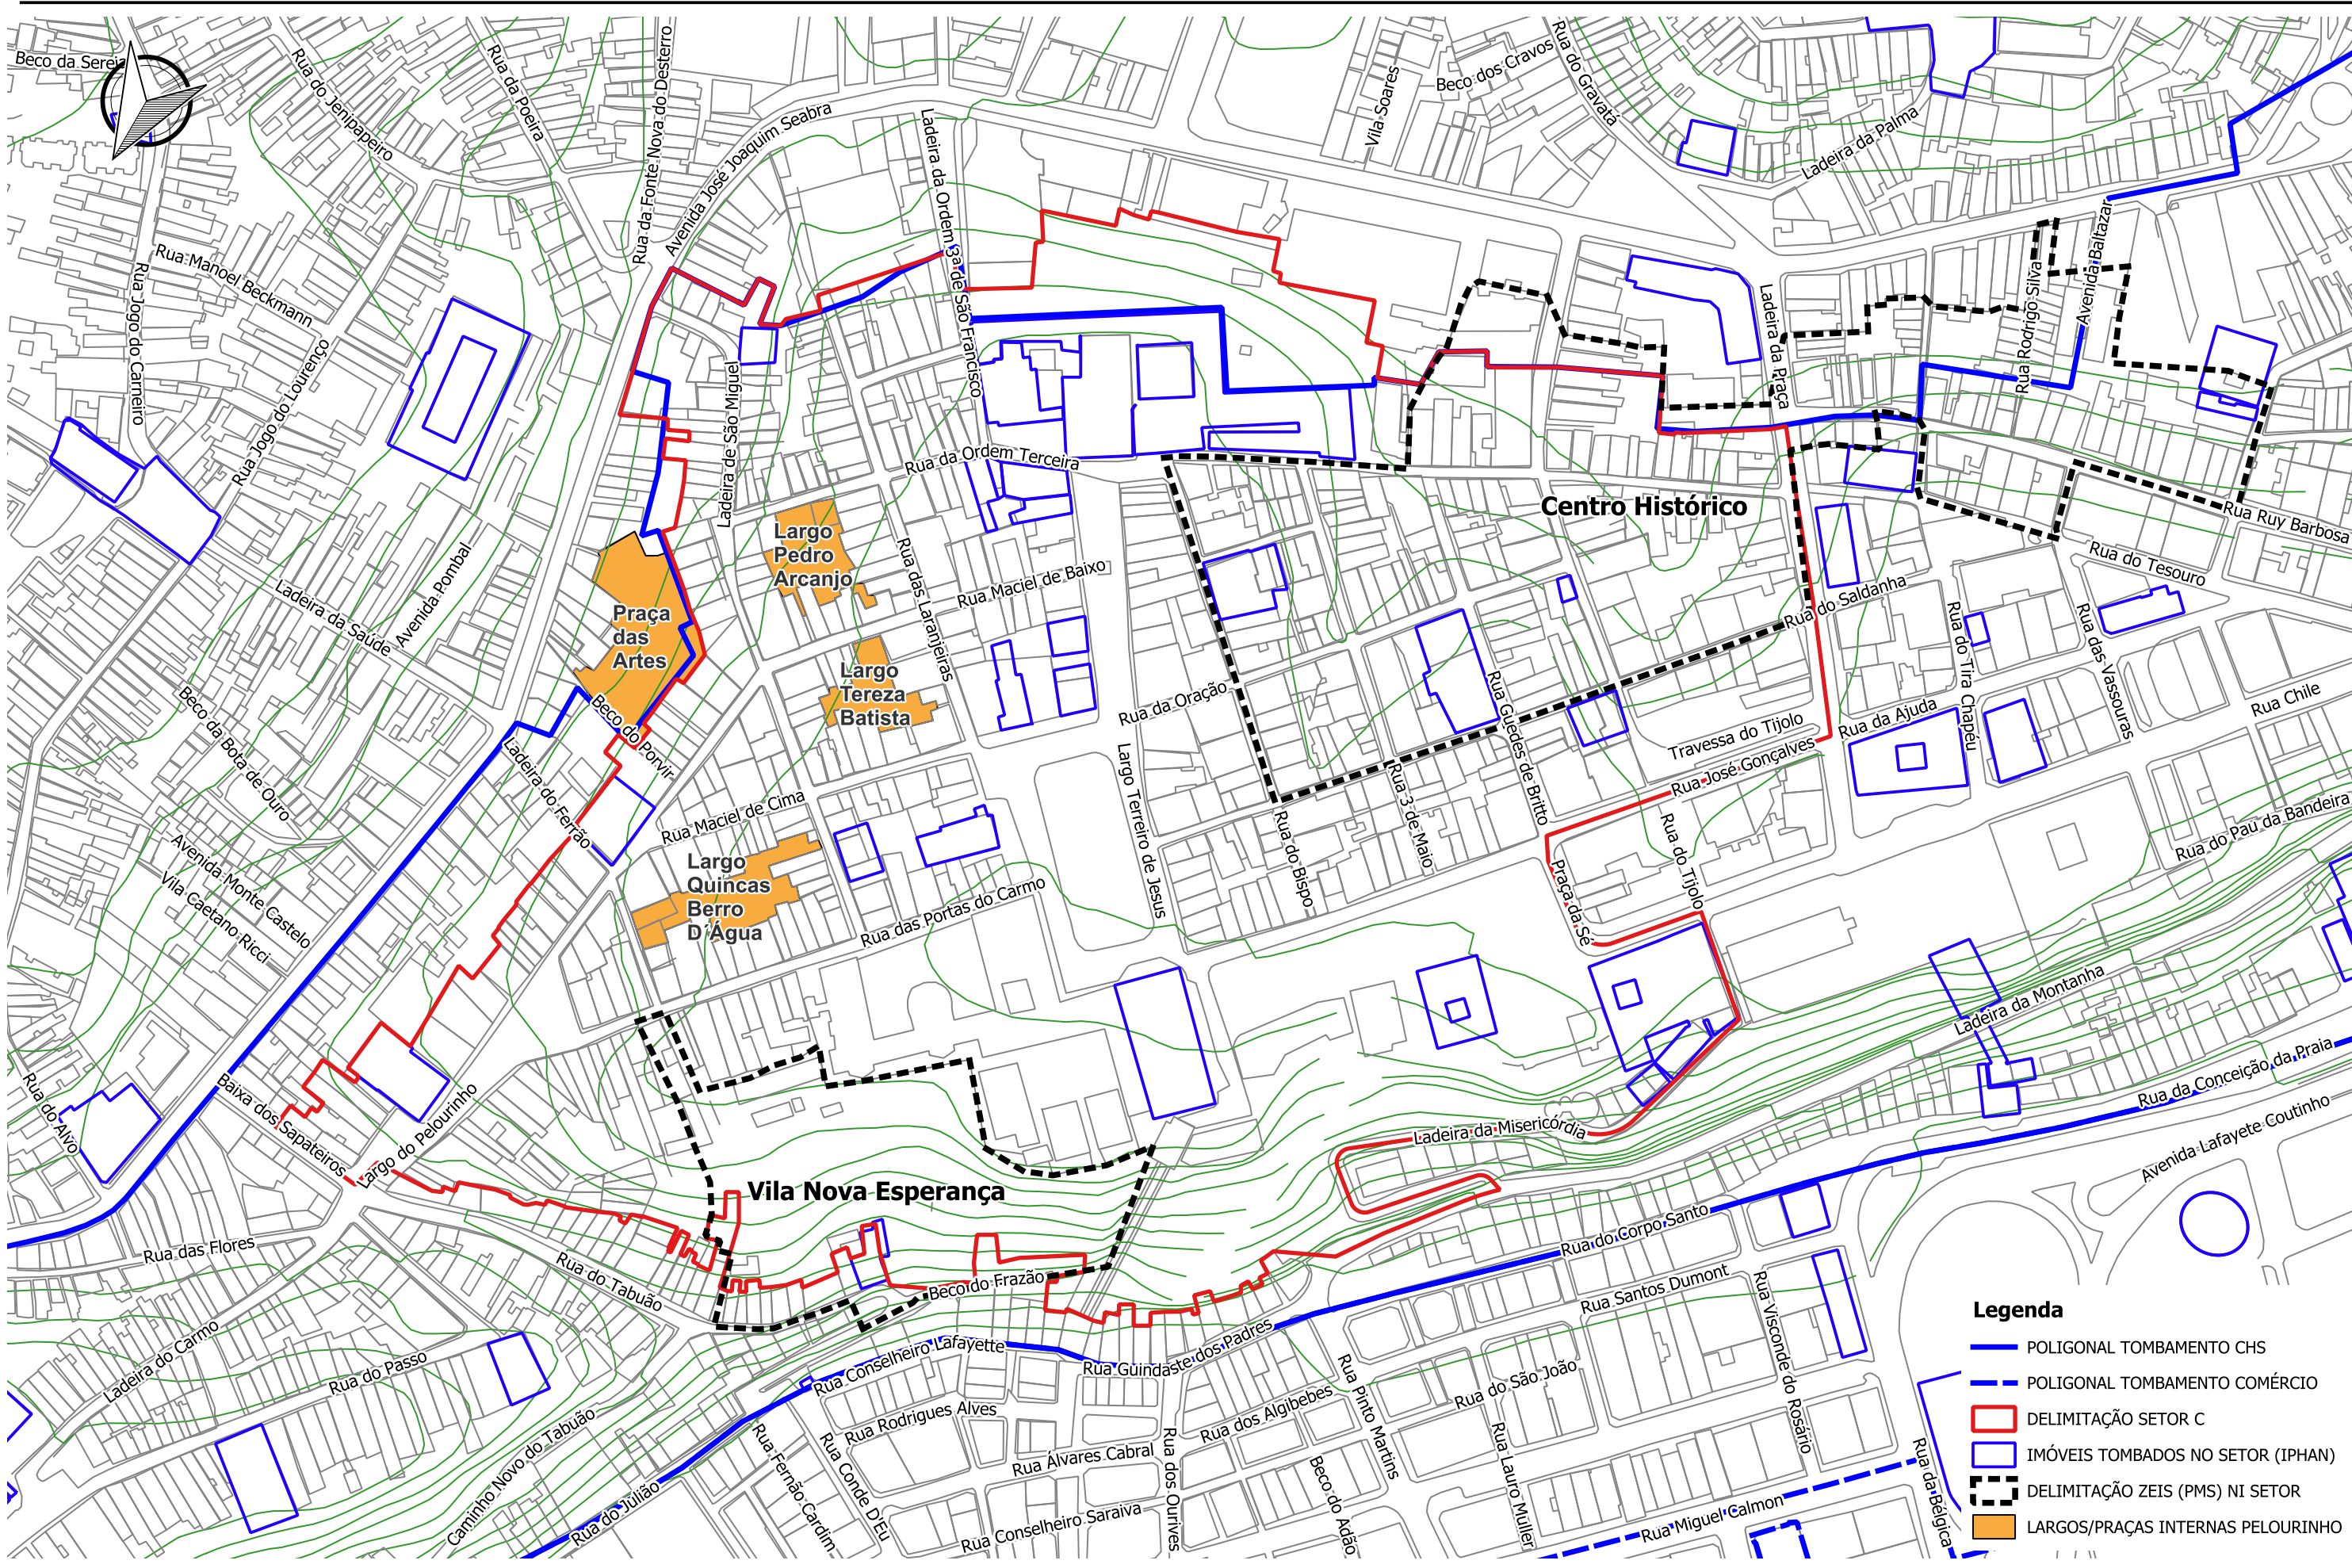 Beco da Sereia
Rua do Jenipapeiro
Rua da Poeira
Rua da Fonte Nova do Desterro
Avenida José Joaquim Seabra
Ladeira da Ordem 3a de São Francisco
Vila Soares
Beco dos Cravos
Rua do Gravatá
Ladeira da Palma
Rua Manoel Beckmann
Rua Jogo do Carneiro
Rua Jogo do Lourenço
Ladeira de São Miguel
Ladeira da Praça
Rua Rodrigo Silva
Avenida Baltazar
Rua da Ordem Terceira
Centro Histórico
Rua Ruy Barbosa
Largo
Pedro
Arcanjo
Rua das Laranjeiras
Rua Maciel de Baixo
Rua do Tesouro
Ladeira da Saúde
Avenida Pombal
Praça
das
Artes
Rua do Saldanha
Rua do Tira Chapéu
Rua das Vassouras
Largo
Tereza
Batista
Rua da Oração
Rua Guedes de Britto
Rua Chile
Beco da Bota de Ouro
Beco do Porvir
Ladeira do Ferrão
Largo Terreiro de Jesus
Travessa do Tijolo
Rua da Ajuda
Rua José Gonçalves
Rua Maciel de Cima
Rua 3 de Maio
Rua do Bispo
Rua do Tijolo
Rua do Pau da Bandeira
Avenida Monte Castelo
Vila Caetano Ricci
Largo
Quincas
Berro
D´Água
Rua das Portas do Carmo
Praça da Sé
Ladeira da Montanha
Rua do Alvo
Baixa dos Sapateiros
Largo do Pelourinho
Ladeira da Misericórdia
Rua da Conceição da Praia
Avenida Lafayete Coutinho
Vila Nova Esperança
Rua das Flores
Rua do Tabuão
Beco do Frazão
Rua do Corpo Santo
Rua Santos Dumont
Rua Visconde do Rosário
Ladeira do Carmo
Rua do Passo
Rua Conselheiro Lafayette
Rua Guindaste dos Padres
Rua Pinto Martins
Rua do São João
Rua dos Algibebes
Rua Rodrigues Alves
Rua Álvares Cabral
Caminho Novo do Tabuão
Rua do Julião
Rua Fernão Cardim
Rua Conde D'Eu
Rua Conselheiro Saraiva
Rua dos Ourives
Beco do Adão
Rua Lauro Müller
Rua Miguel Calmon
Rua da Bélgica
Legenda
POLIGONAL TOMBAMENTO CHS
POLIGONAL TOMBAMENTO COMÉRCIO
DELIMITAÇÃO SETOR C
IMÓVEIS TOMBADOS NO SETOR (IPHAN)
DELIMITAÇÃO ZEIS (PMS) NI SETOR
LARGOS/PRAÇAS INTERNAS PELOURINHO